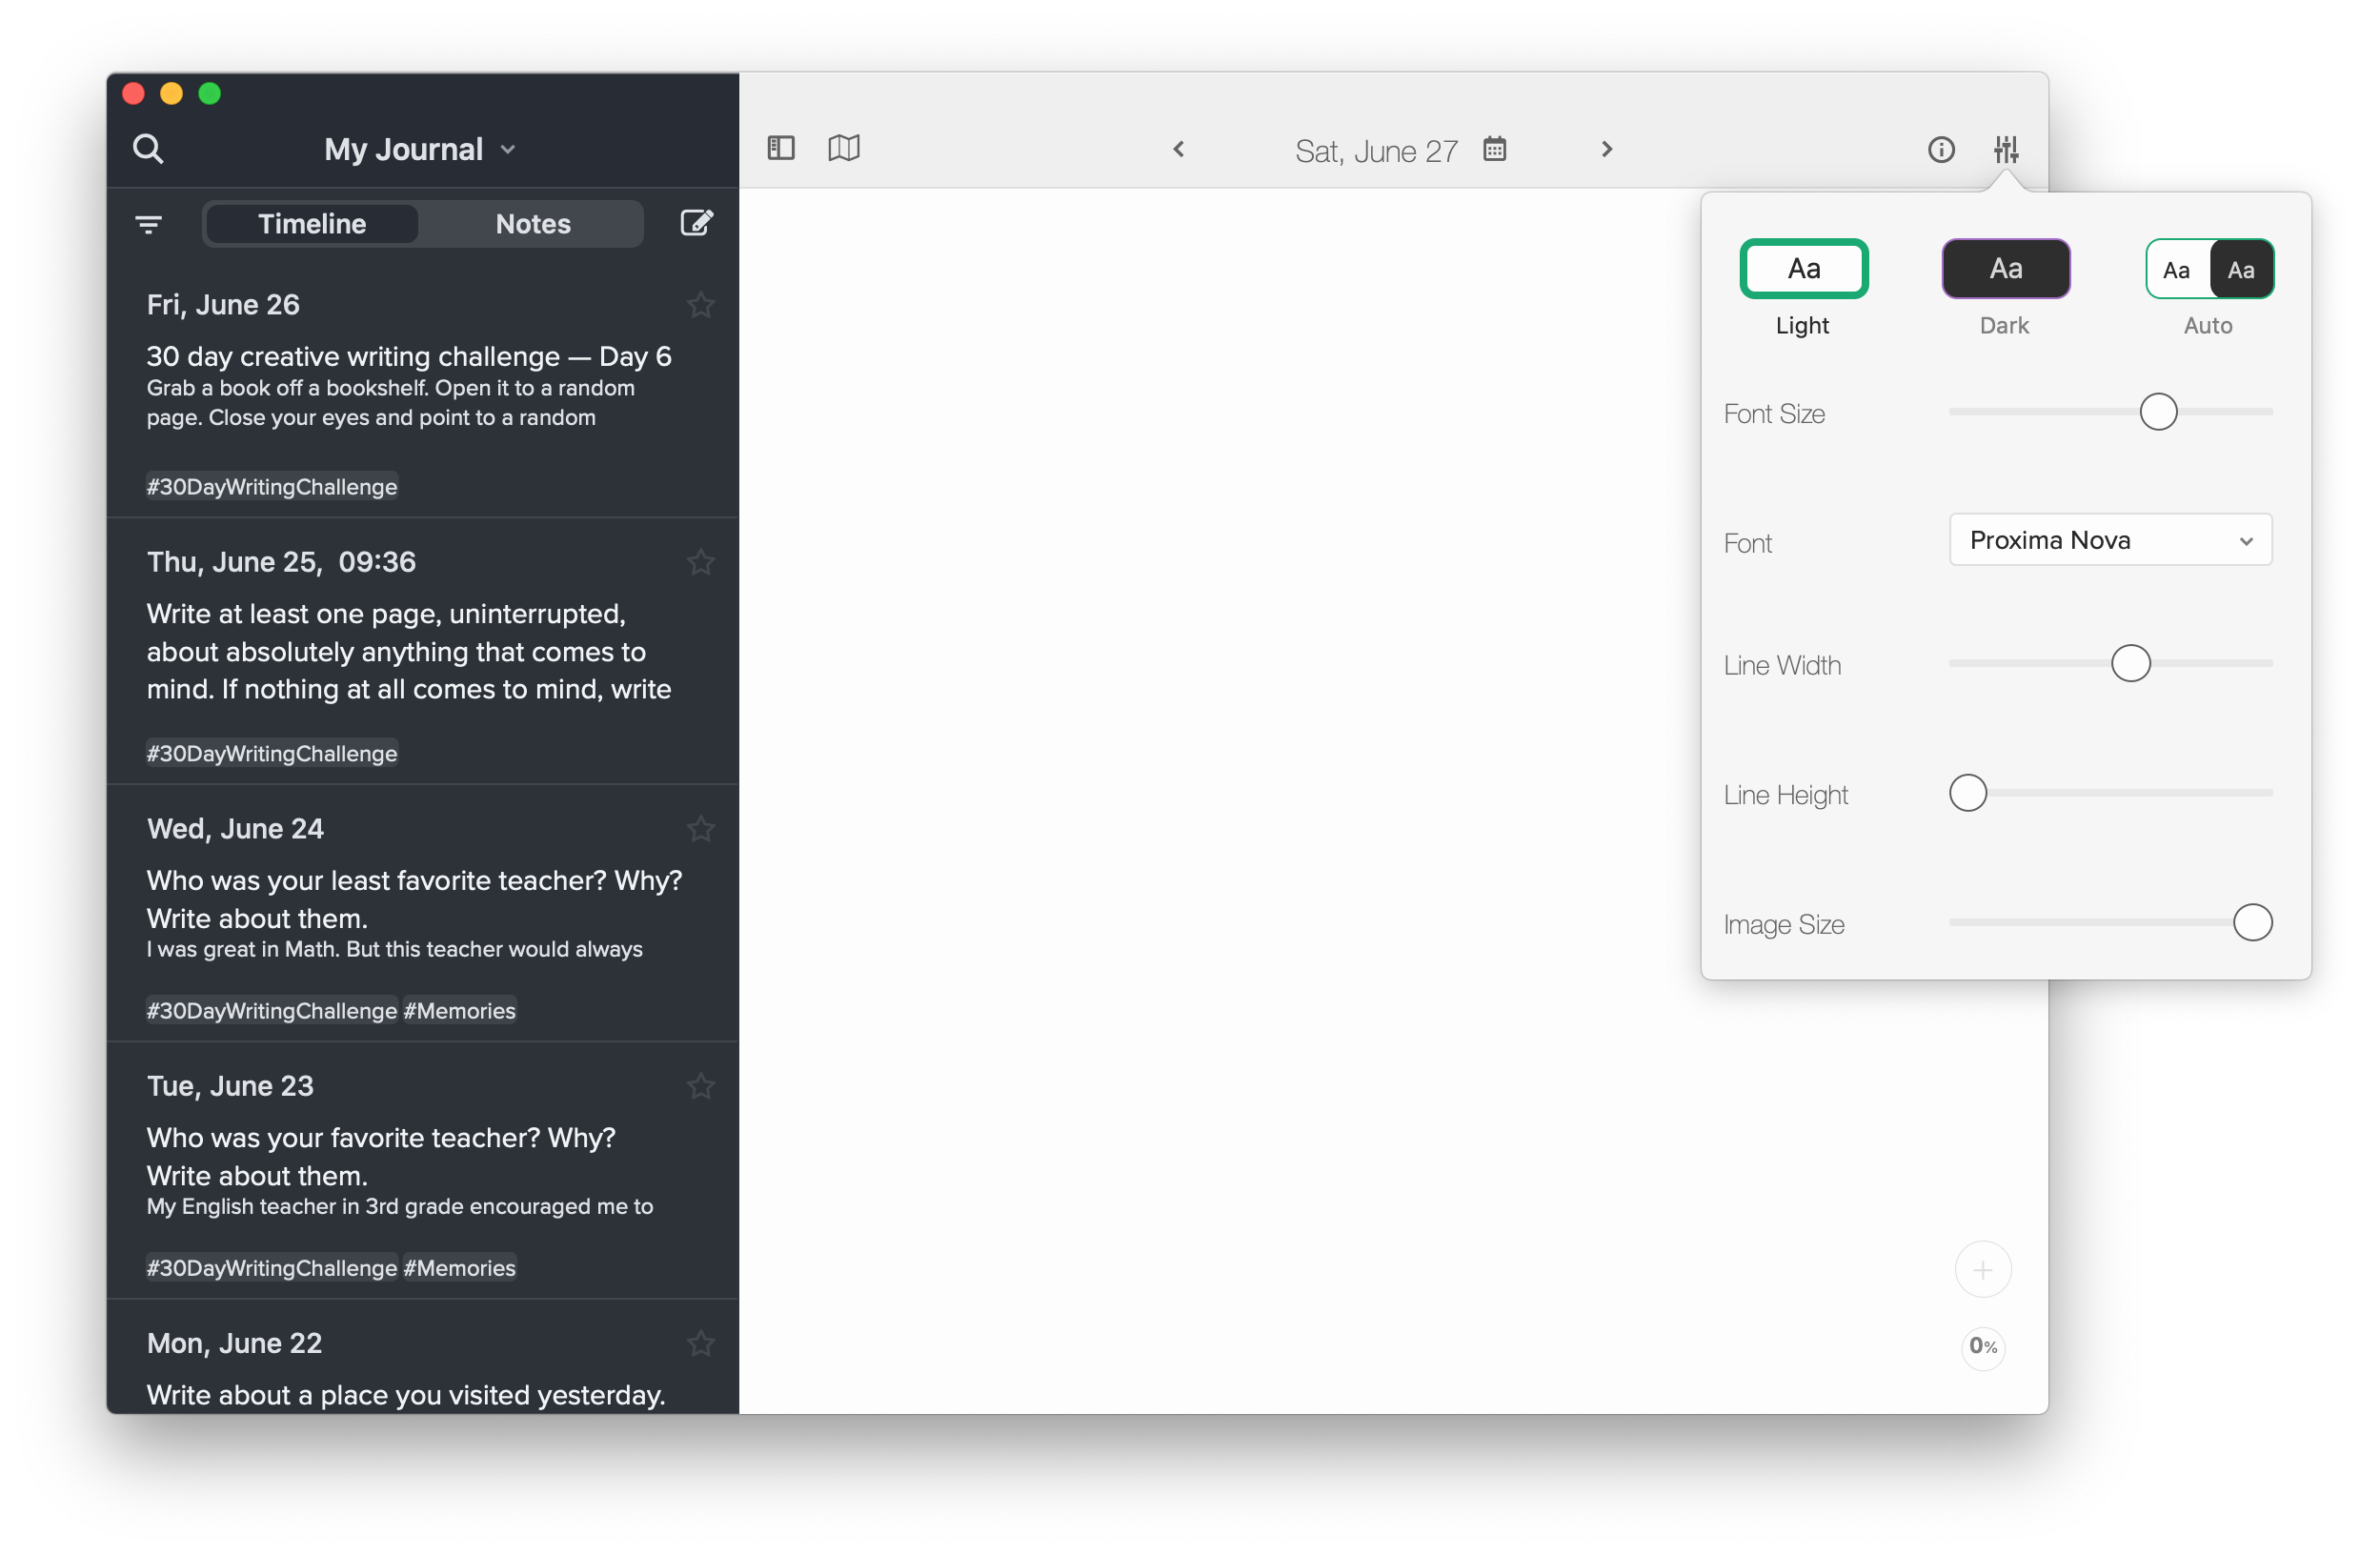 My Journal
Timeline
Notes
Fri, June 26
30 day creative writing challenge — Day 6
Grab a book off a bookshelf. Open it to a random
page. Close your eyes and point to a random
#30DayWritingChallenge
Thu, June 25, 09:36
Write at least one page, uninterrupted,
about absolutely anything that comes to
mind. If nothing at all comes to mind, write
#30DayWritingChallenge
Wed, June 24
Who was your least favorite teacher? Why?
Write about them.
I was great in Math. But this teacher would always
#30DayWritingChallenge #Memories
Tue, June 23
Who was your favorite teacher? Why?
Write about them.
My English teacher in 3rd grade encouraged me to
#30DayWritingChallenge #Memories
Mon, June 22
Write about a place you visited yesterday.
Sat, June 27
Aa
Aa
Aa Aa
Light
Dark
Auto
Font Size
Font
Proxima Nova
Line Width
Line Height
Image Size
0%